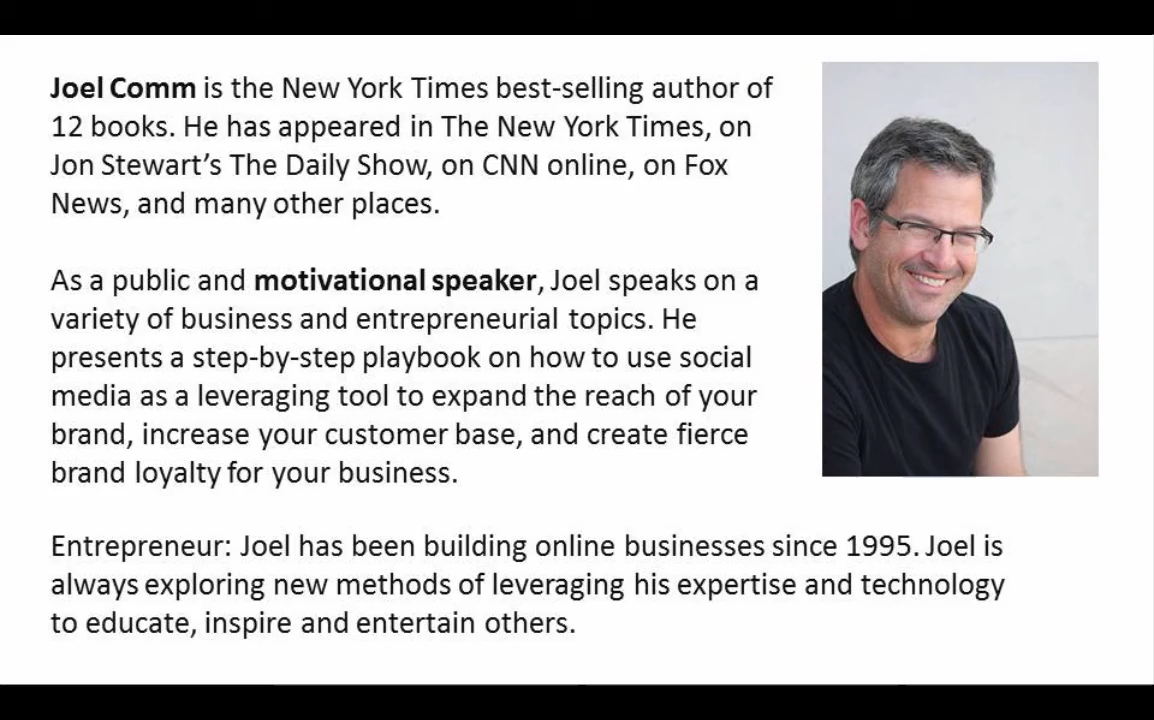 Joel Comm is the New York Times best-selling author of
12 books. He has appeared in The New York Times, on
Jon Stewart’s The Daily Show, on CNN online, on Fox
News, and many other places.
As a public and motivational speaker, Joel speaks on a
variety of business and entrepreneurial topics. He
presents a step-by-step playbook on how to use social
media as a leveraging tool to expand the reach of your
brand, increase your customer base, and create fierce
brand loyalty for your business.
Entrepreneur: Joel has been building online businesses since 1995. Joel is
always exploring new methods of leveraging his expertise and technology
to educate, inspire and entertain others.